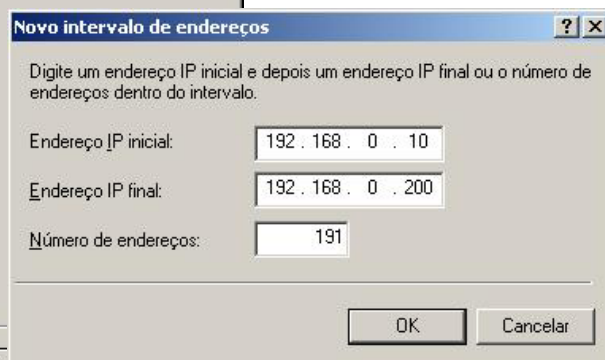 Novo intervalo de endereços
Digite um endereço IP inicial e depois um endereço IP final ou o número de
endereços dentro do intervalo.
Endereço IP inicial: 192 . 168 . 0 . 10
Endereço IP final: 192 . 168 . 0 . 200
Número de endereços: 191
OK Cancelar